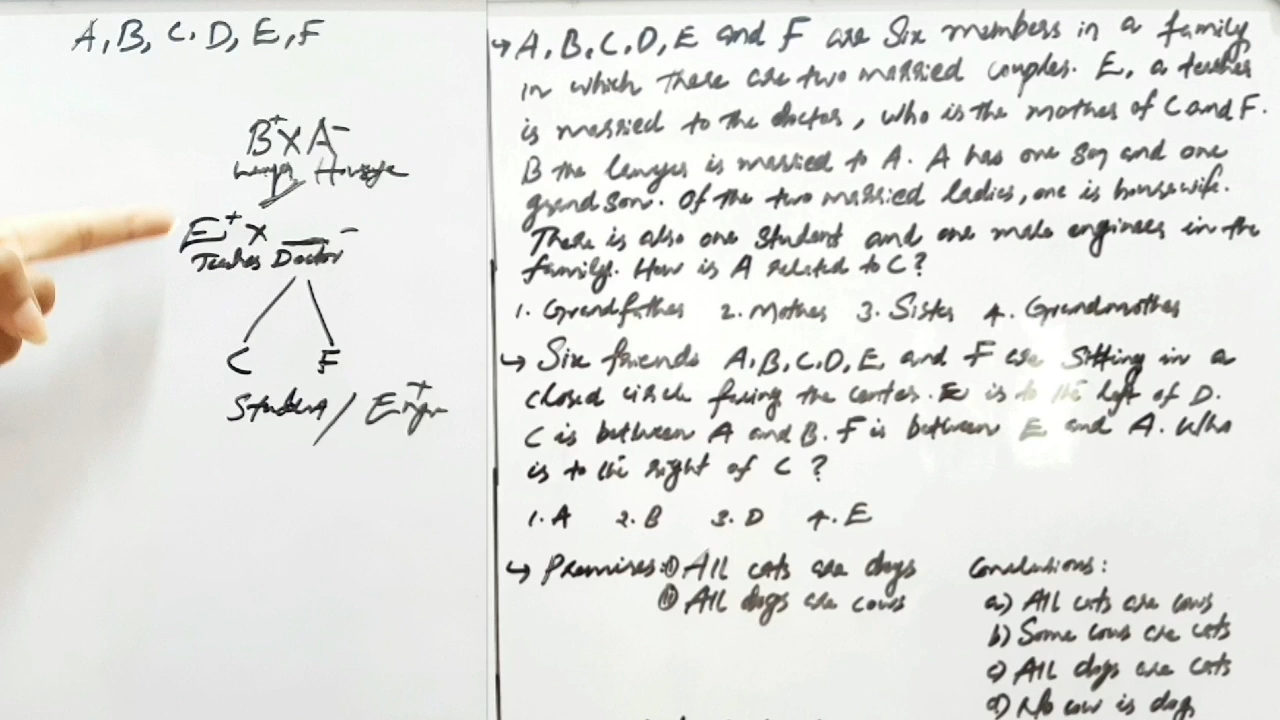 A, B, C, D, E, F
B+ X A-
Lawyer Housewife
E+ x __ -
Teacher Doctor
C F
Student / Engr+
→ A, B, C, D, E and F are Six members in a family
in which there are two married couples. E, a teacher
is married to the doctor, who is the mother of C and F.
B the lawyer is married to A. A has one son and one
grandson. Of the two married ladies, one is housewife.
There is also one student and one male engineer in the
family. How is A related to C?
1. Grandfather 2. Mother 3. Sister 4. Grandmother
→ Six friends A, B, C, D, E, and F are Sitting in a
closed circle facing the center. E is to the left of D.
C is between A and B. F is between E and A. Who
is to the right of C?
1. A 2. B 3. D 4. E
→ Premises: i) All cats are dogs
ii) All dogs are cows
Conclusions:
a) All cats are cows
b) Some cows are cats
c) All dogs are cats
d) No cow is dog